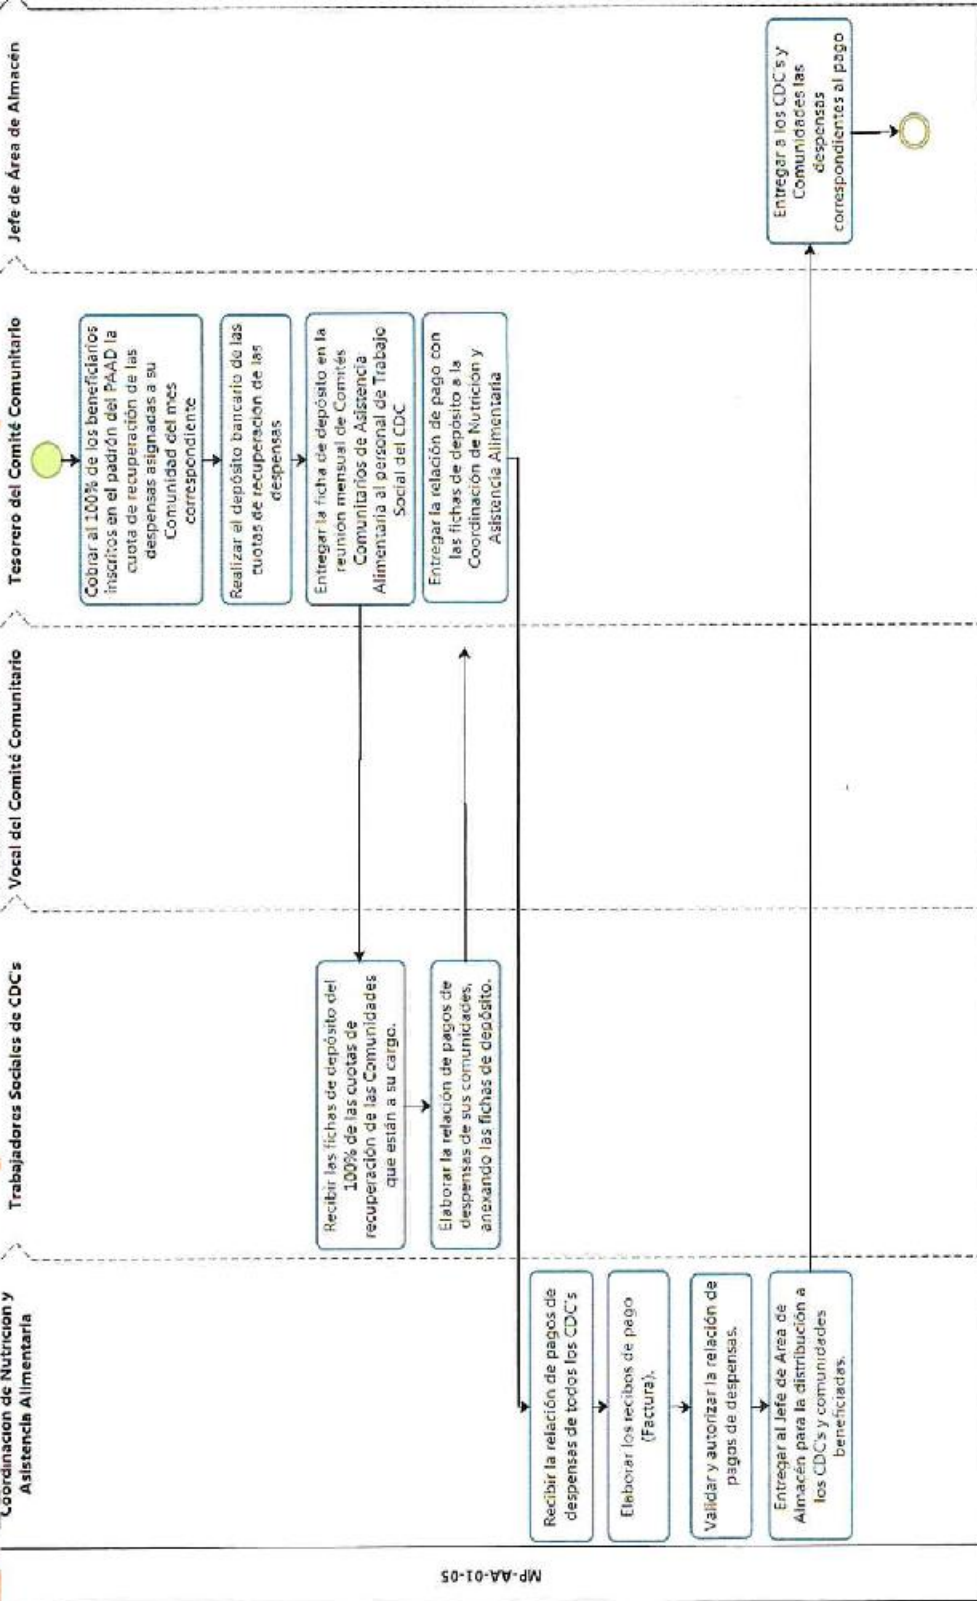 Coordinación de Nutrición y
Asistencia Alimentaria
Trabajadores Sociales de CDC's
Vocal del Comité Comunitario
Tesorero del Comité Comunitario
Jefe de Área de Almacén
Cobrar al 100% de los beneficiarios
inscritos en el padrón del PAAD la
cuota de recuperación de las
despensas asignadas a su
Comunidad del mes
correspondiente
Realizar el depósito bancario de las
cuotas de recuperación de las
despensas
Entregar la ficha de depósito en la
reunión mensual de Comités
Comunitarios de Asistencia
Alimentaria al personal de Trabajo
Social del CDC
Recibir las fichas de depósito del
100% de las cuotas de
recuperación de las Comunidades
que están a su cargo.
Elaborar la relación de pagos de
despensas de sus comunidades,
anexando las fichas de depósito.
Entregar la relación de pago con
las fichas de depósito a la
Coordinación de Nutrición y
Asistencia Alimentaria
Recibir la relación de pagos de
despensas de todos los CDC's
Elaborar los recibos de pago
(Factura).
Validar y autorizar la relación de
pagos de despensas.
Entregar al Jefe de Area de
Almacén para la distribución a
los CDC's y comunidades
beneficiadas.
Entregar a los CDC's y
Comunidades las
despensas
correspondientes al pago
MP-AA-01-05